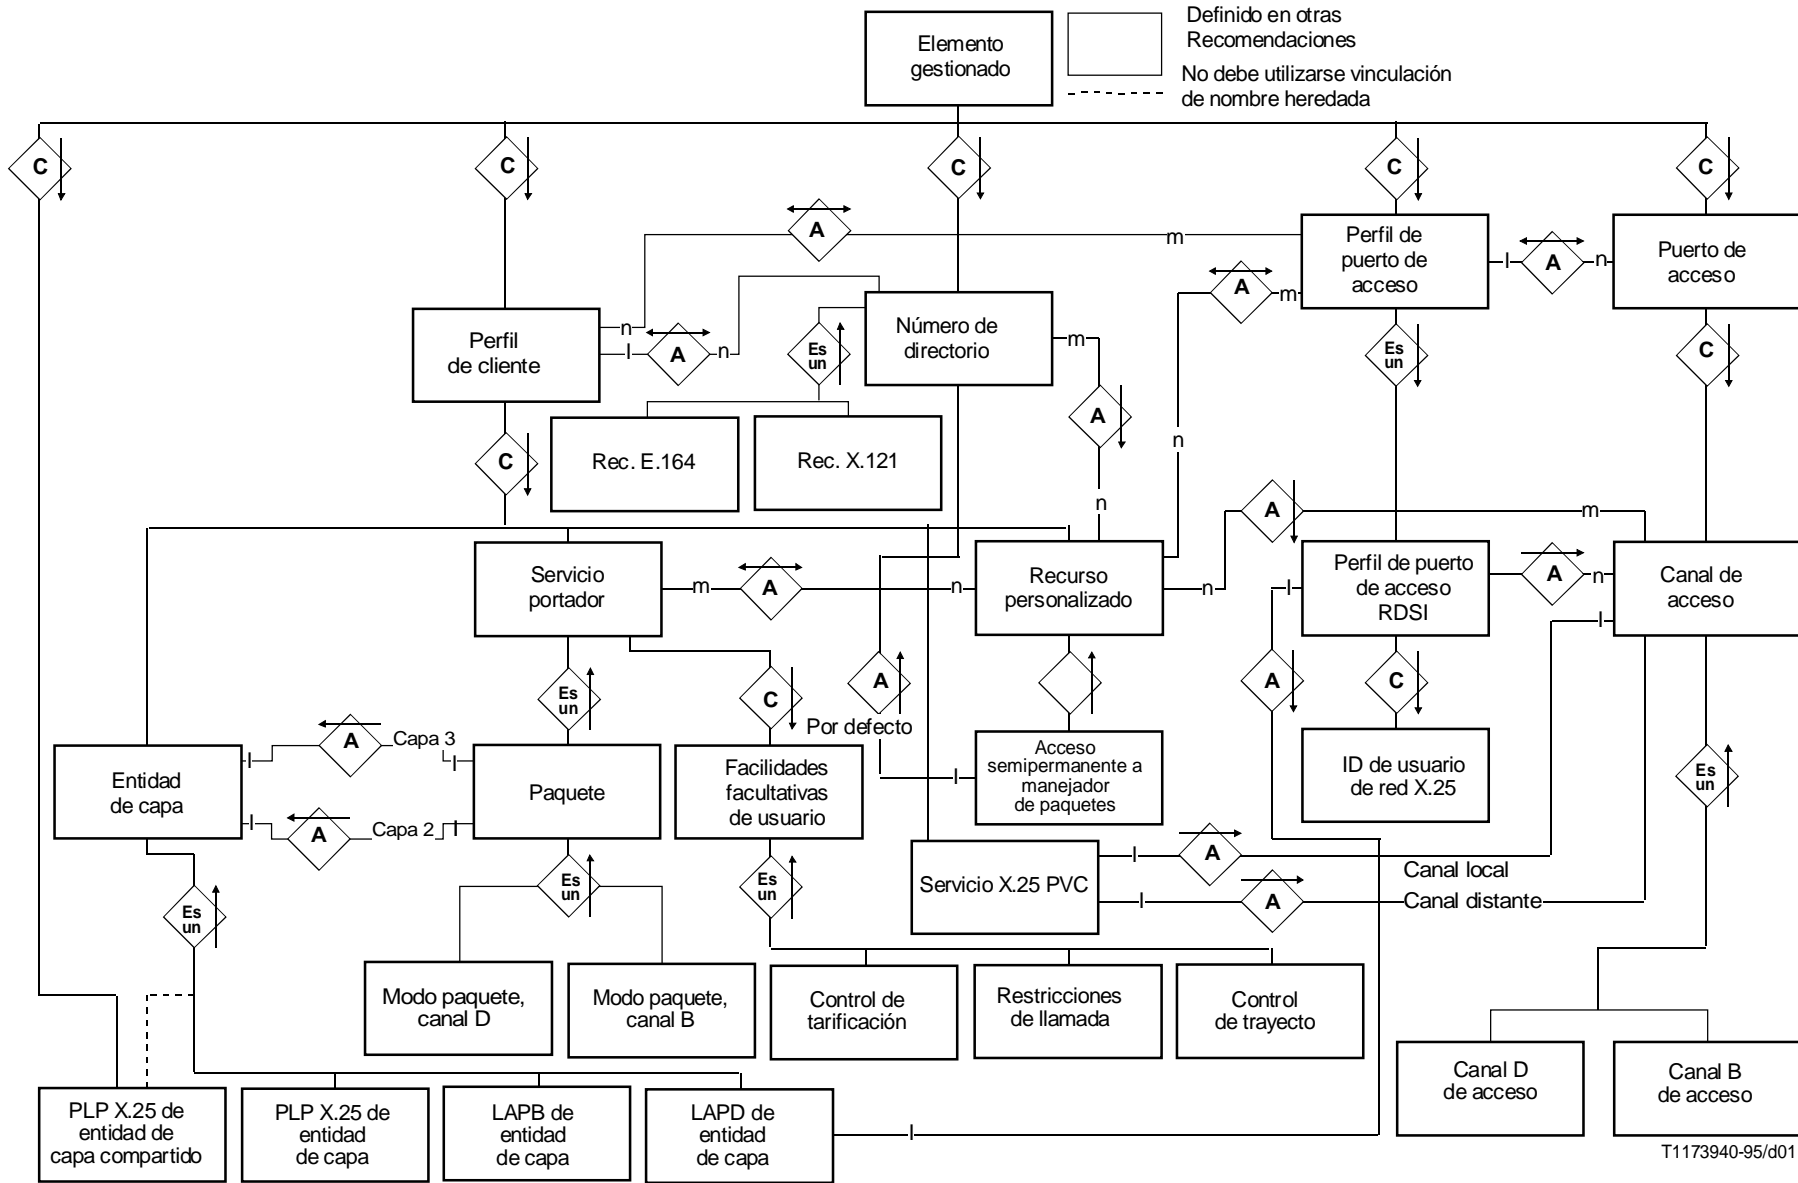 Elemento
gestionado
Definido en otras
Recomendaciones
No debe utilizarse vinculación
de nombre heredada
C
C
C
C
C
A
m
Perfil de
puerto de
acceso
I
A
n
Puerto de
acceso
A
m
Perfil
de cliente
n
I
A
n
Es
un
Número de
directorio
m
Es
un
C
A
n
C
Rec. E.164
Rec. X.121
n
A
m
Servicio
portador
m
A
n
Recurso
personalizado
n
Perfil de puerto
de acceso
RDSI
A
n
Canal de
acceso
I
I
Es
un
C
A
A
C
Por defecto
Capa 3
A
I
I
Entidad
de capa
Paquete
Facilidades
facultativas
de usuario
I
Acceso
semipermanente a
manejador
de paquetes
ID de usuario
de red X.25
Es
un
I
A
Capa 2
I
Es
un
Es
un
Es
un
Servicio X.25 PVC
I
A
Canal local
I
A
Canal distante
Modo paquete,
canal D
Modo paquete,
canal B
Control de
tarificación
Restricciones
de llamada
Control
de trayecto
Canal D
de acceso
Canal B
de acceso
PLP X.25 de
entidad de
capa compartido
PLP X.25 de
entidad
de capa
LAPB de
entidad
de capa
LAPD de
entidad
de capa
I
T1173940-95/d01